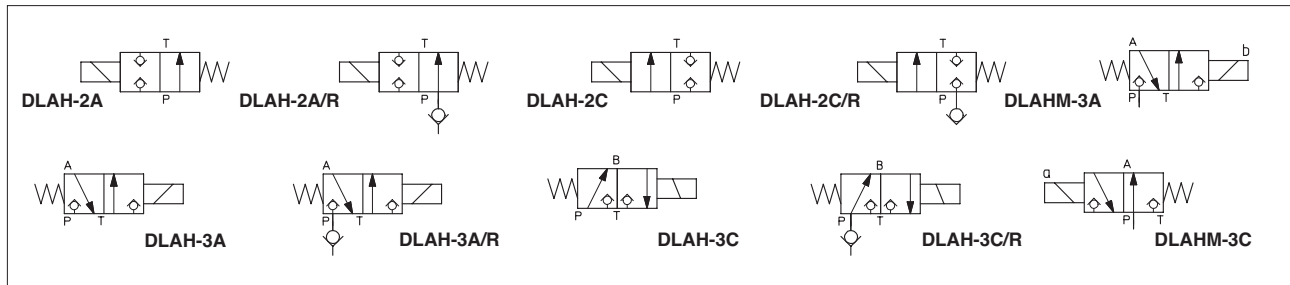 T
P
DLAH-2A
T
P
DLAH-2A/R
T
P
DLAH-2C
T
P
DLAH-2C/R
A
b
P
T
DLAHM-3A
A
P
T
DLAH-3A
A
P
T
DLAH-3A/R
B
P
T
DLAH-3C
B
P
T
DLAH-3C/R
a
A
P
T
DLAHM-3C